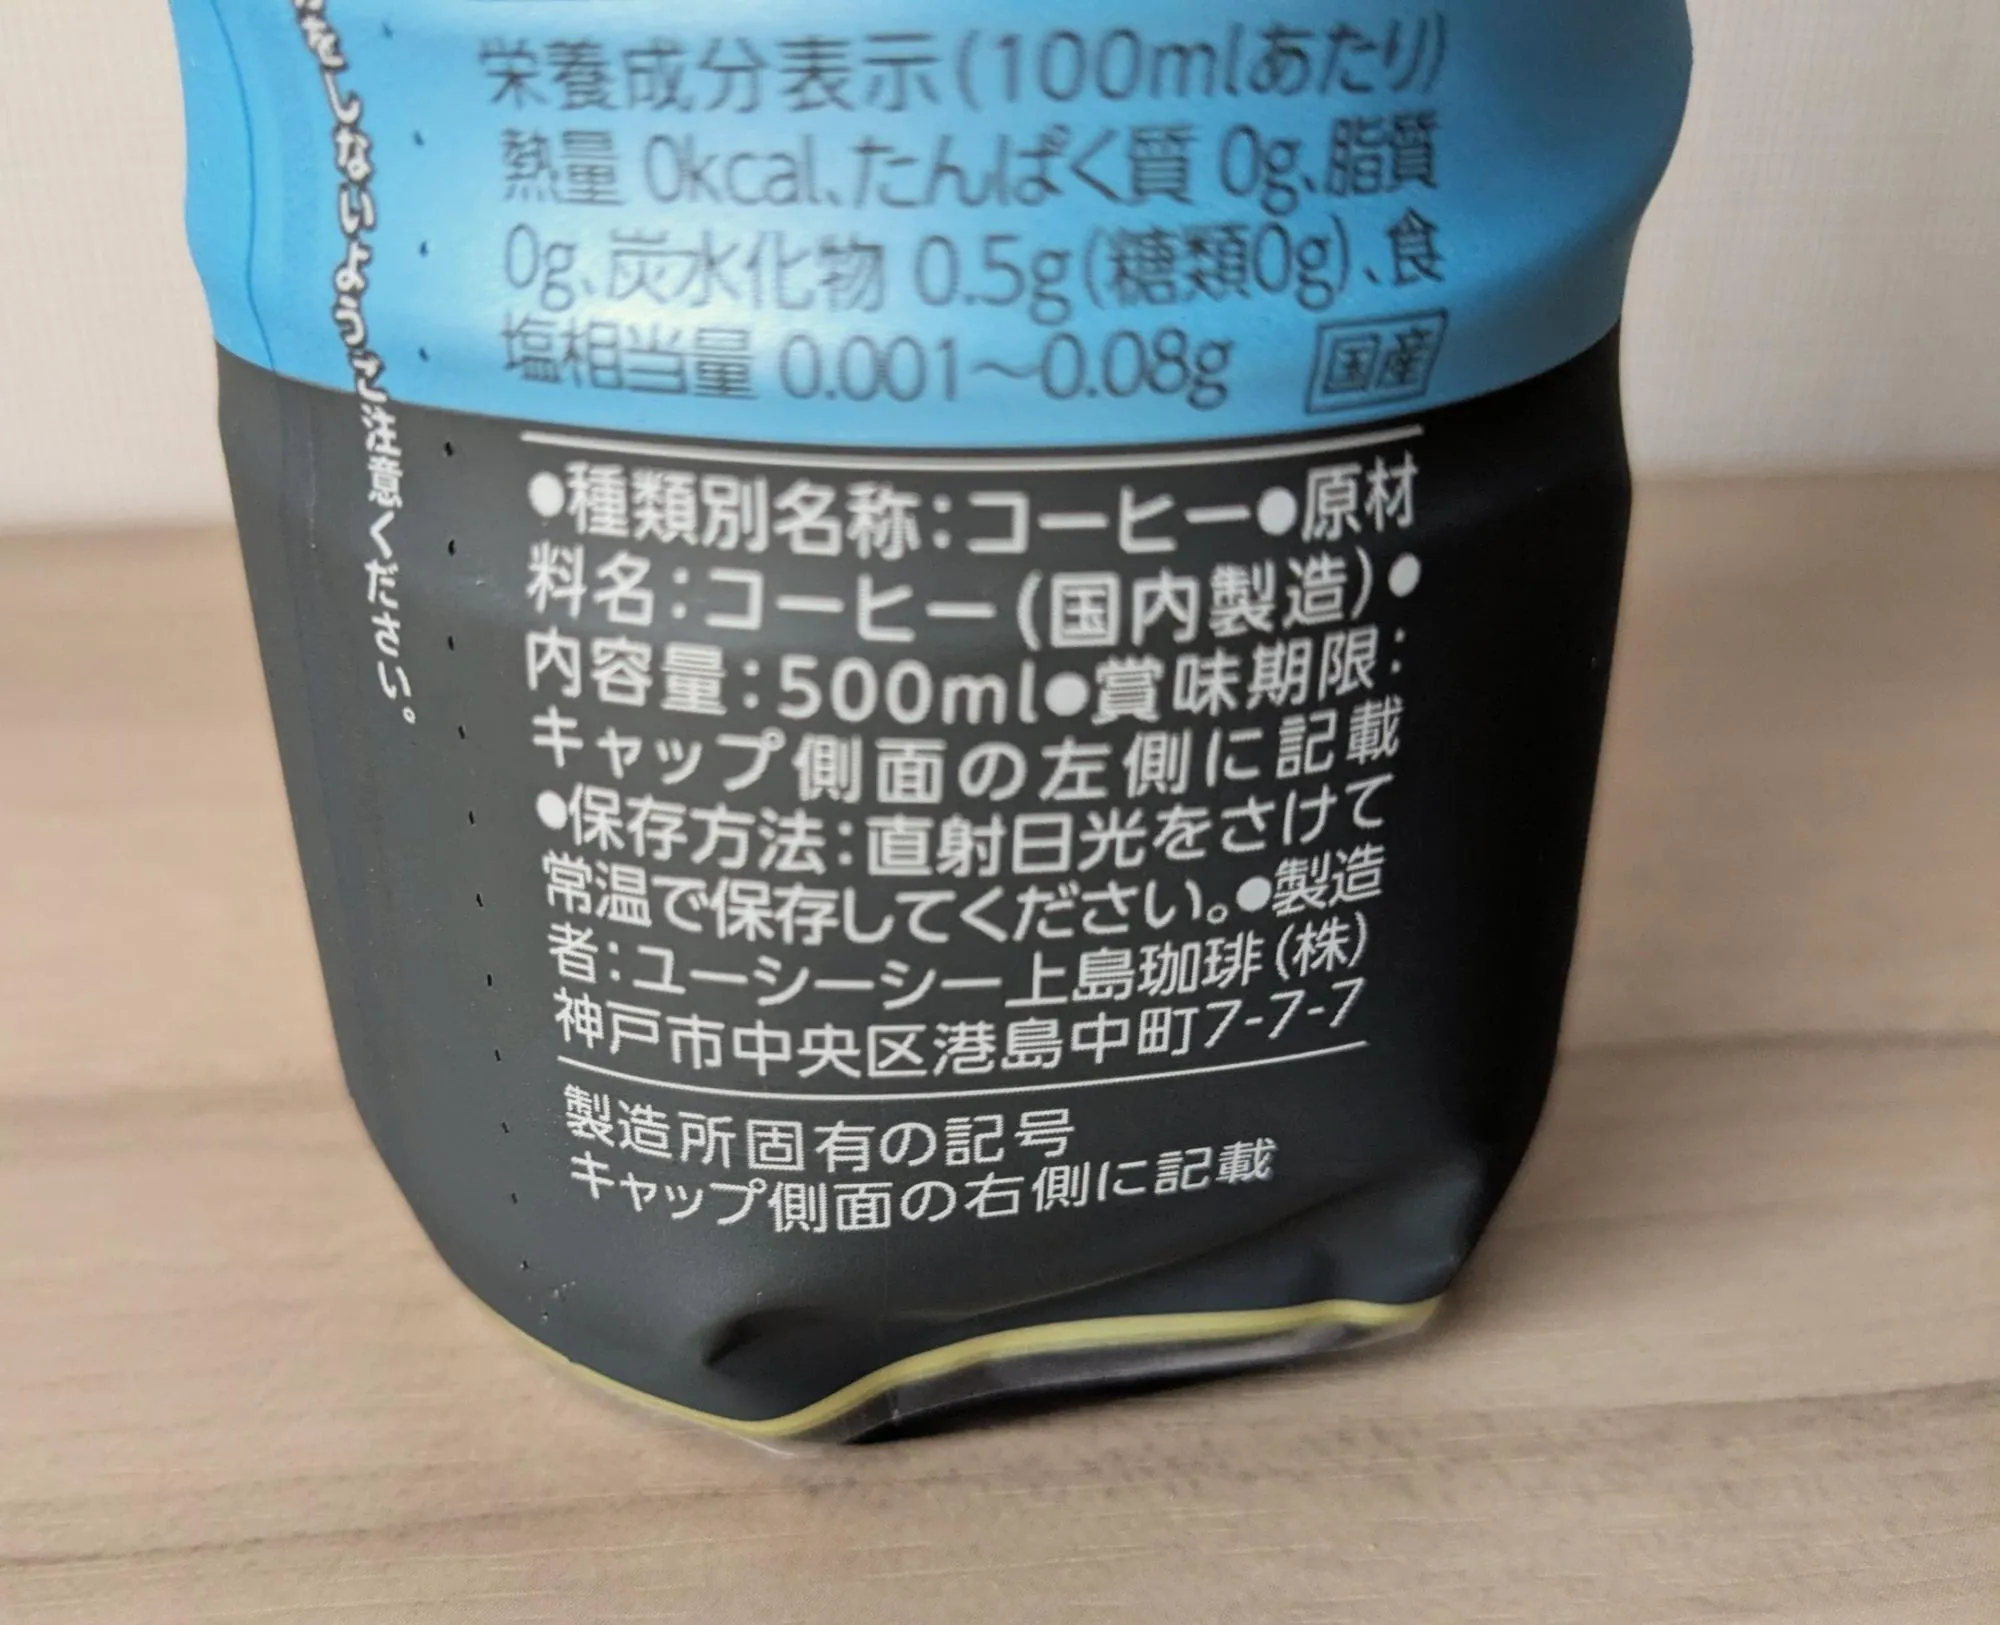 栄養成分表示(100mlあたり)
熱量 0kcal、たんぱく質 0g、脂質
0g、炭水化物 0.5g(糖類0g)、食
塩相当量 0.001〜0.08g 国産
●種類別名称:コーヒー●原材
料名:コーヒー(国内製造)●
内容量:500ml●賞味期限:
キャップ側面の左側に記載
●保存方法:直射日光をさけて
常温で保存してください。●製造
者:ユーシーシー上島珈琲(株)
神戸市中央区港島中町7-7-7
製造所固有の記号
キャップ側面の右側に記載
をしないようご注意ください。